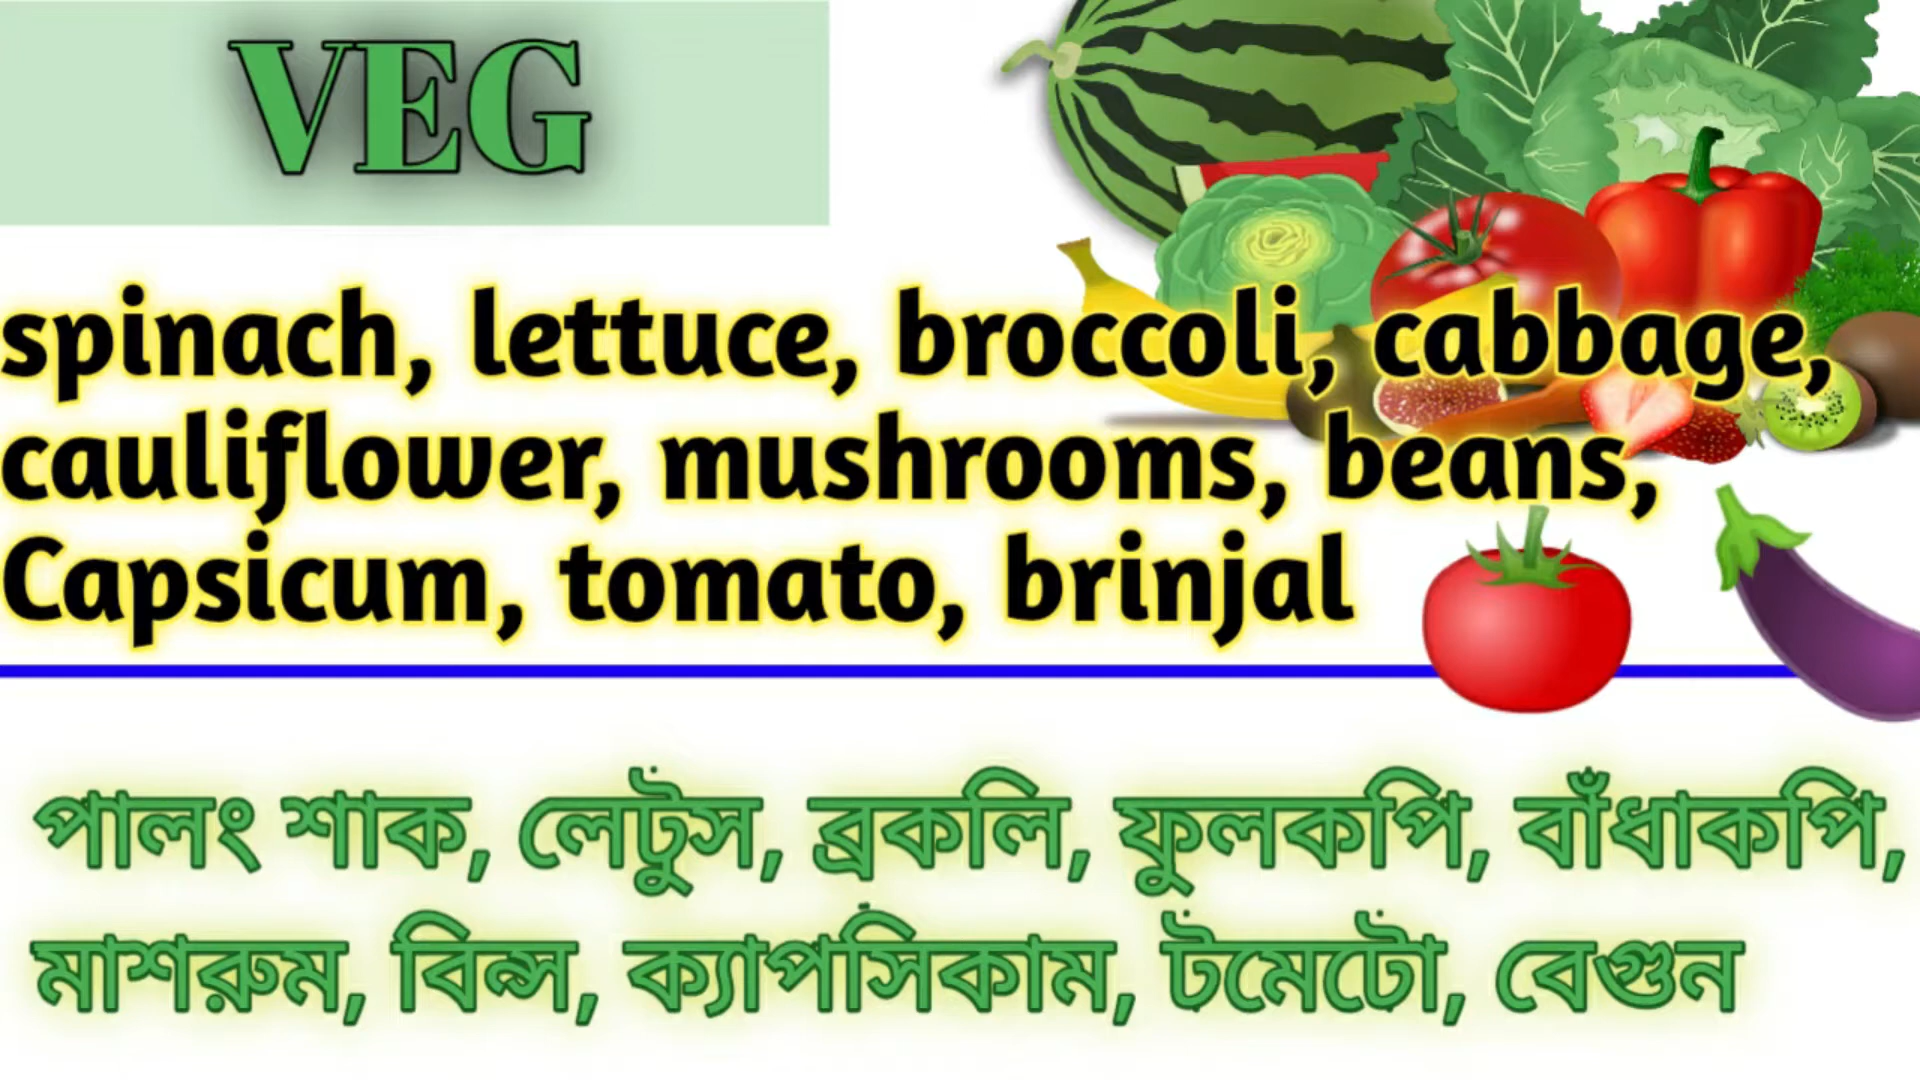 VEG
spinach, lettuce, broccoli, cabbage,
cauliflower, mushrooms, beans,
Capsicum, tomato, brinjal
পালং শাক, লেটুস, ব্রকলি, ফুলকপি, বাঁধাকপি,
মাশরুম, বিন্স, ক্যাপসিকাম, টমেটো, বেগুন